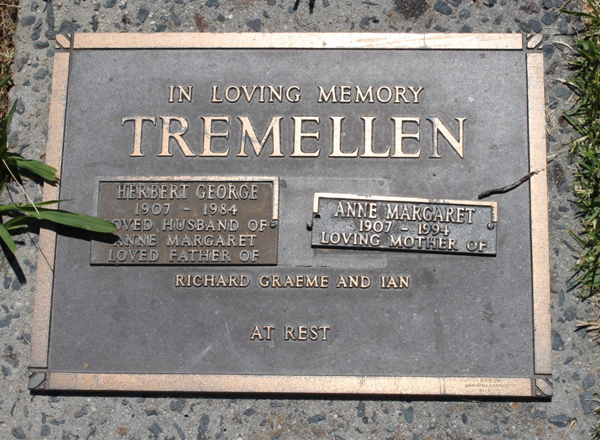 IN LOVING MEMORY
TREMELLEN
HERBERT GEORGE
1907 - 1984
LOVED HUSBAND OF
ANNE MARGARET
LOVED FATHER OF
ANNE MARGARET
1907 - 1994
LOVING MOTHER OF
RICHARD GRAEME AND IAN
AT REST